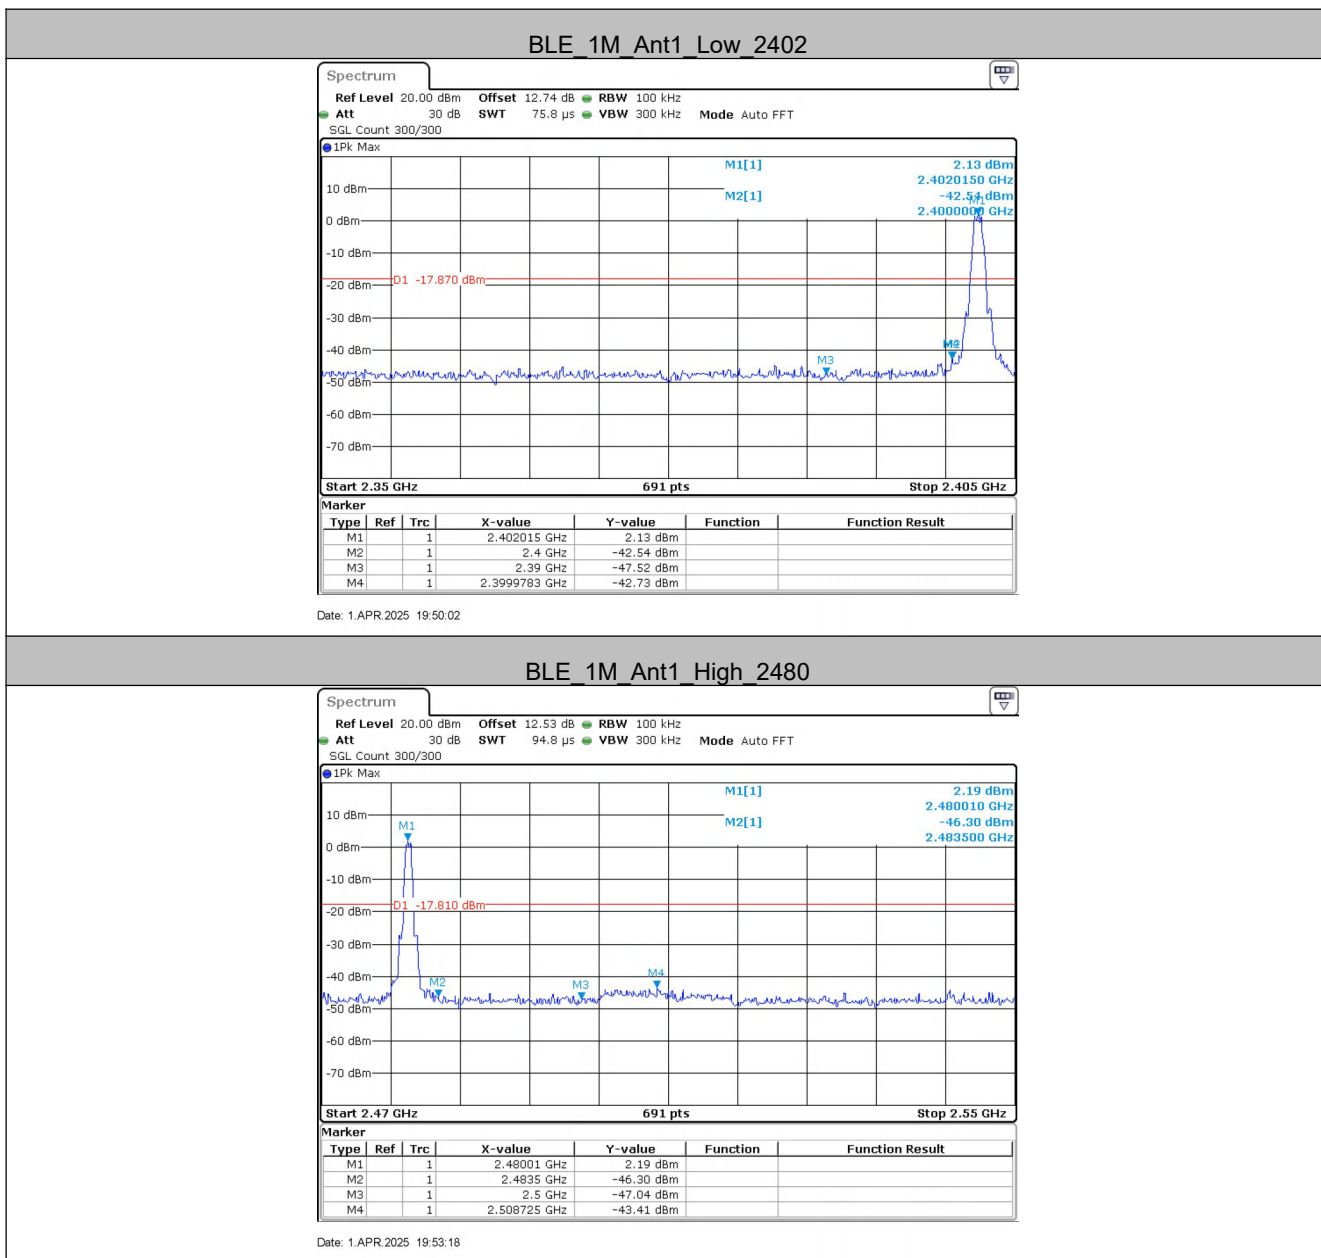 BLE_1M_Ant1_Low_2402
Spectrum
Ref Level 20.00 dBm Offset 12.74 dB RBW 100 kHz
Att 30 dB SWT 75.8 µs VBW 300 kHz Mode Auto FFT
SGL Count 300/300
1Pk Max
M1[1] 2.13 dBm
2.4020150 GHz
M2[1] -42.54 dBm
2.4000000 GHz
M1
10 dBm
0 dBm
-10 dBm
D1 -17.870 dBm
-20 dBm
-30 dBm
-40 dBm
M3
-50 dBm
-60 dBm
-70 dBm
Start 2.35 GHz 691 pts Stop 2.405 GHz
Marker
Type Ref Trc X-value Y-value Function Function Result
M1 1 2.402015 GHz 2.13 dBm
M2 1 2.4 GHz -42.54 dBm
M3 1 2.39 GHz -47.52 dBm
M4 1 2.3999783 GHz -42.73 dBm
Date: 1.APR.2025 19:50:02
BLE_1M_Ant1_High_2480
Spectrum
Ref Level 20.00 dBm Offset 12.53 dB RBW 100 kHz
Att 30 dB SWT 94.8 µs VBW 300 kHz Mode Auto FFT
SGL Count 300/300
1Pk Max
M1[1] 2.19 dBm
2.480010 GHz
M2[1] -46.30 dBm
2.483500 GHz
10 dBm
M1
0 dBm
-10 dBm
D1 -17.810 dBm
-20 dBm
-30 dBm
-40 dBm
M2 M3 M4
-50 dBm
-60 dBm
-70 dBm
Start 2.47 GHz 691 pts Stop 2.55 GHz
Marker
Type Ref Trc X-value Y-value Function Function Result
M1 1 2.48001 GHz 2.19 dBm
M2 1 2.4835 GHz -46.30 dBm
M3 1 2.5 GHz -47.04 dBm
M4 1 2.508725 GHz -43.41 dBm
Date: 1.APR.2025 19:53:18